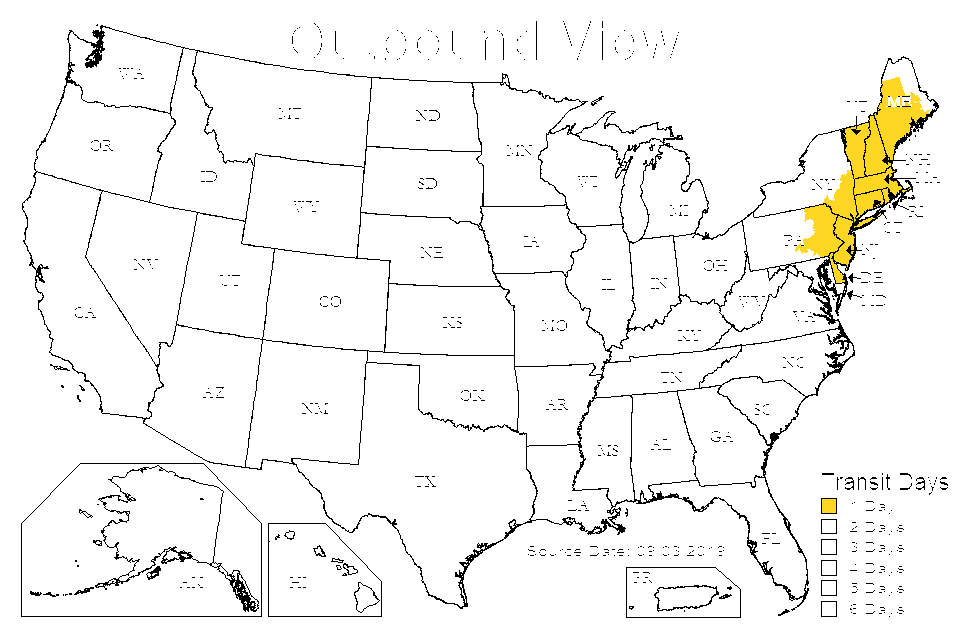 Outbound View
WA
MT
ND
MN
ME
OR
ID
SD
WI
NH
WY
MI
NY
RI
CT
NV
UT
NE
IA
PA
NJ
CO
IL
IN
OH
DE
MD
WV
VA
CA
KS
MO
KY
AZ
NM
OK
AR
TN
NC
SC
TX
LA
MS
AL
GA
FL
AK
HI
PR
Source Date: 09.03.2019
Transit Days
1 Day
2 Days
3 Days
4 Days
5 Days
6 Days